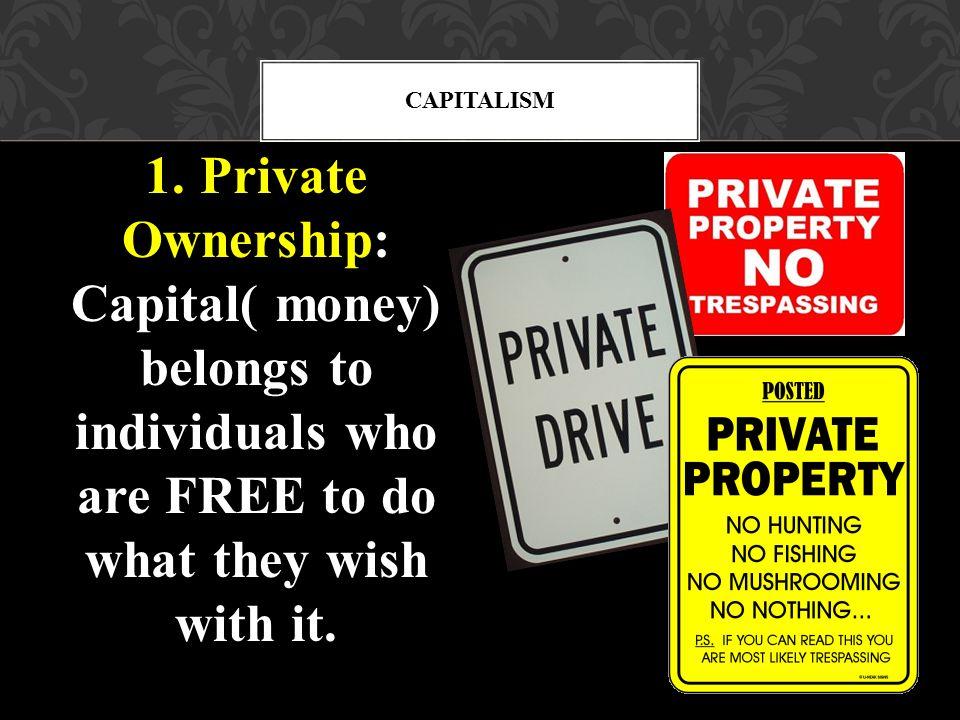 CAPITALISM
1. Private
Ownership:
Capital( money)
belongs to
individuals who
are FREE to do
what they wish
with it.
PRIVATE
PROPERTY
NO
TRESPASSING
PRIVATE
DRIVE
POSTED
PRIVATE
PROPERTY
NO HUNTING
NO FISHING
NO MUSHROOMING
NO NOTHING...
P.S. IF YOU CAN READ THIS YOU
ARE MOST LIKELY TRESPASSING